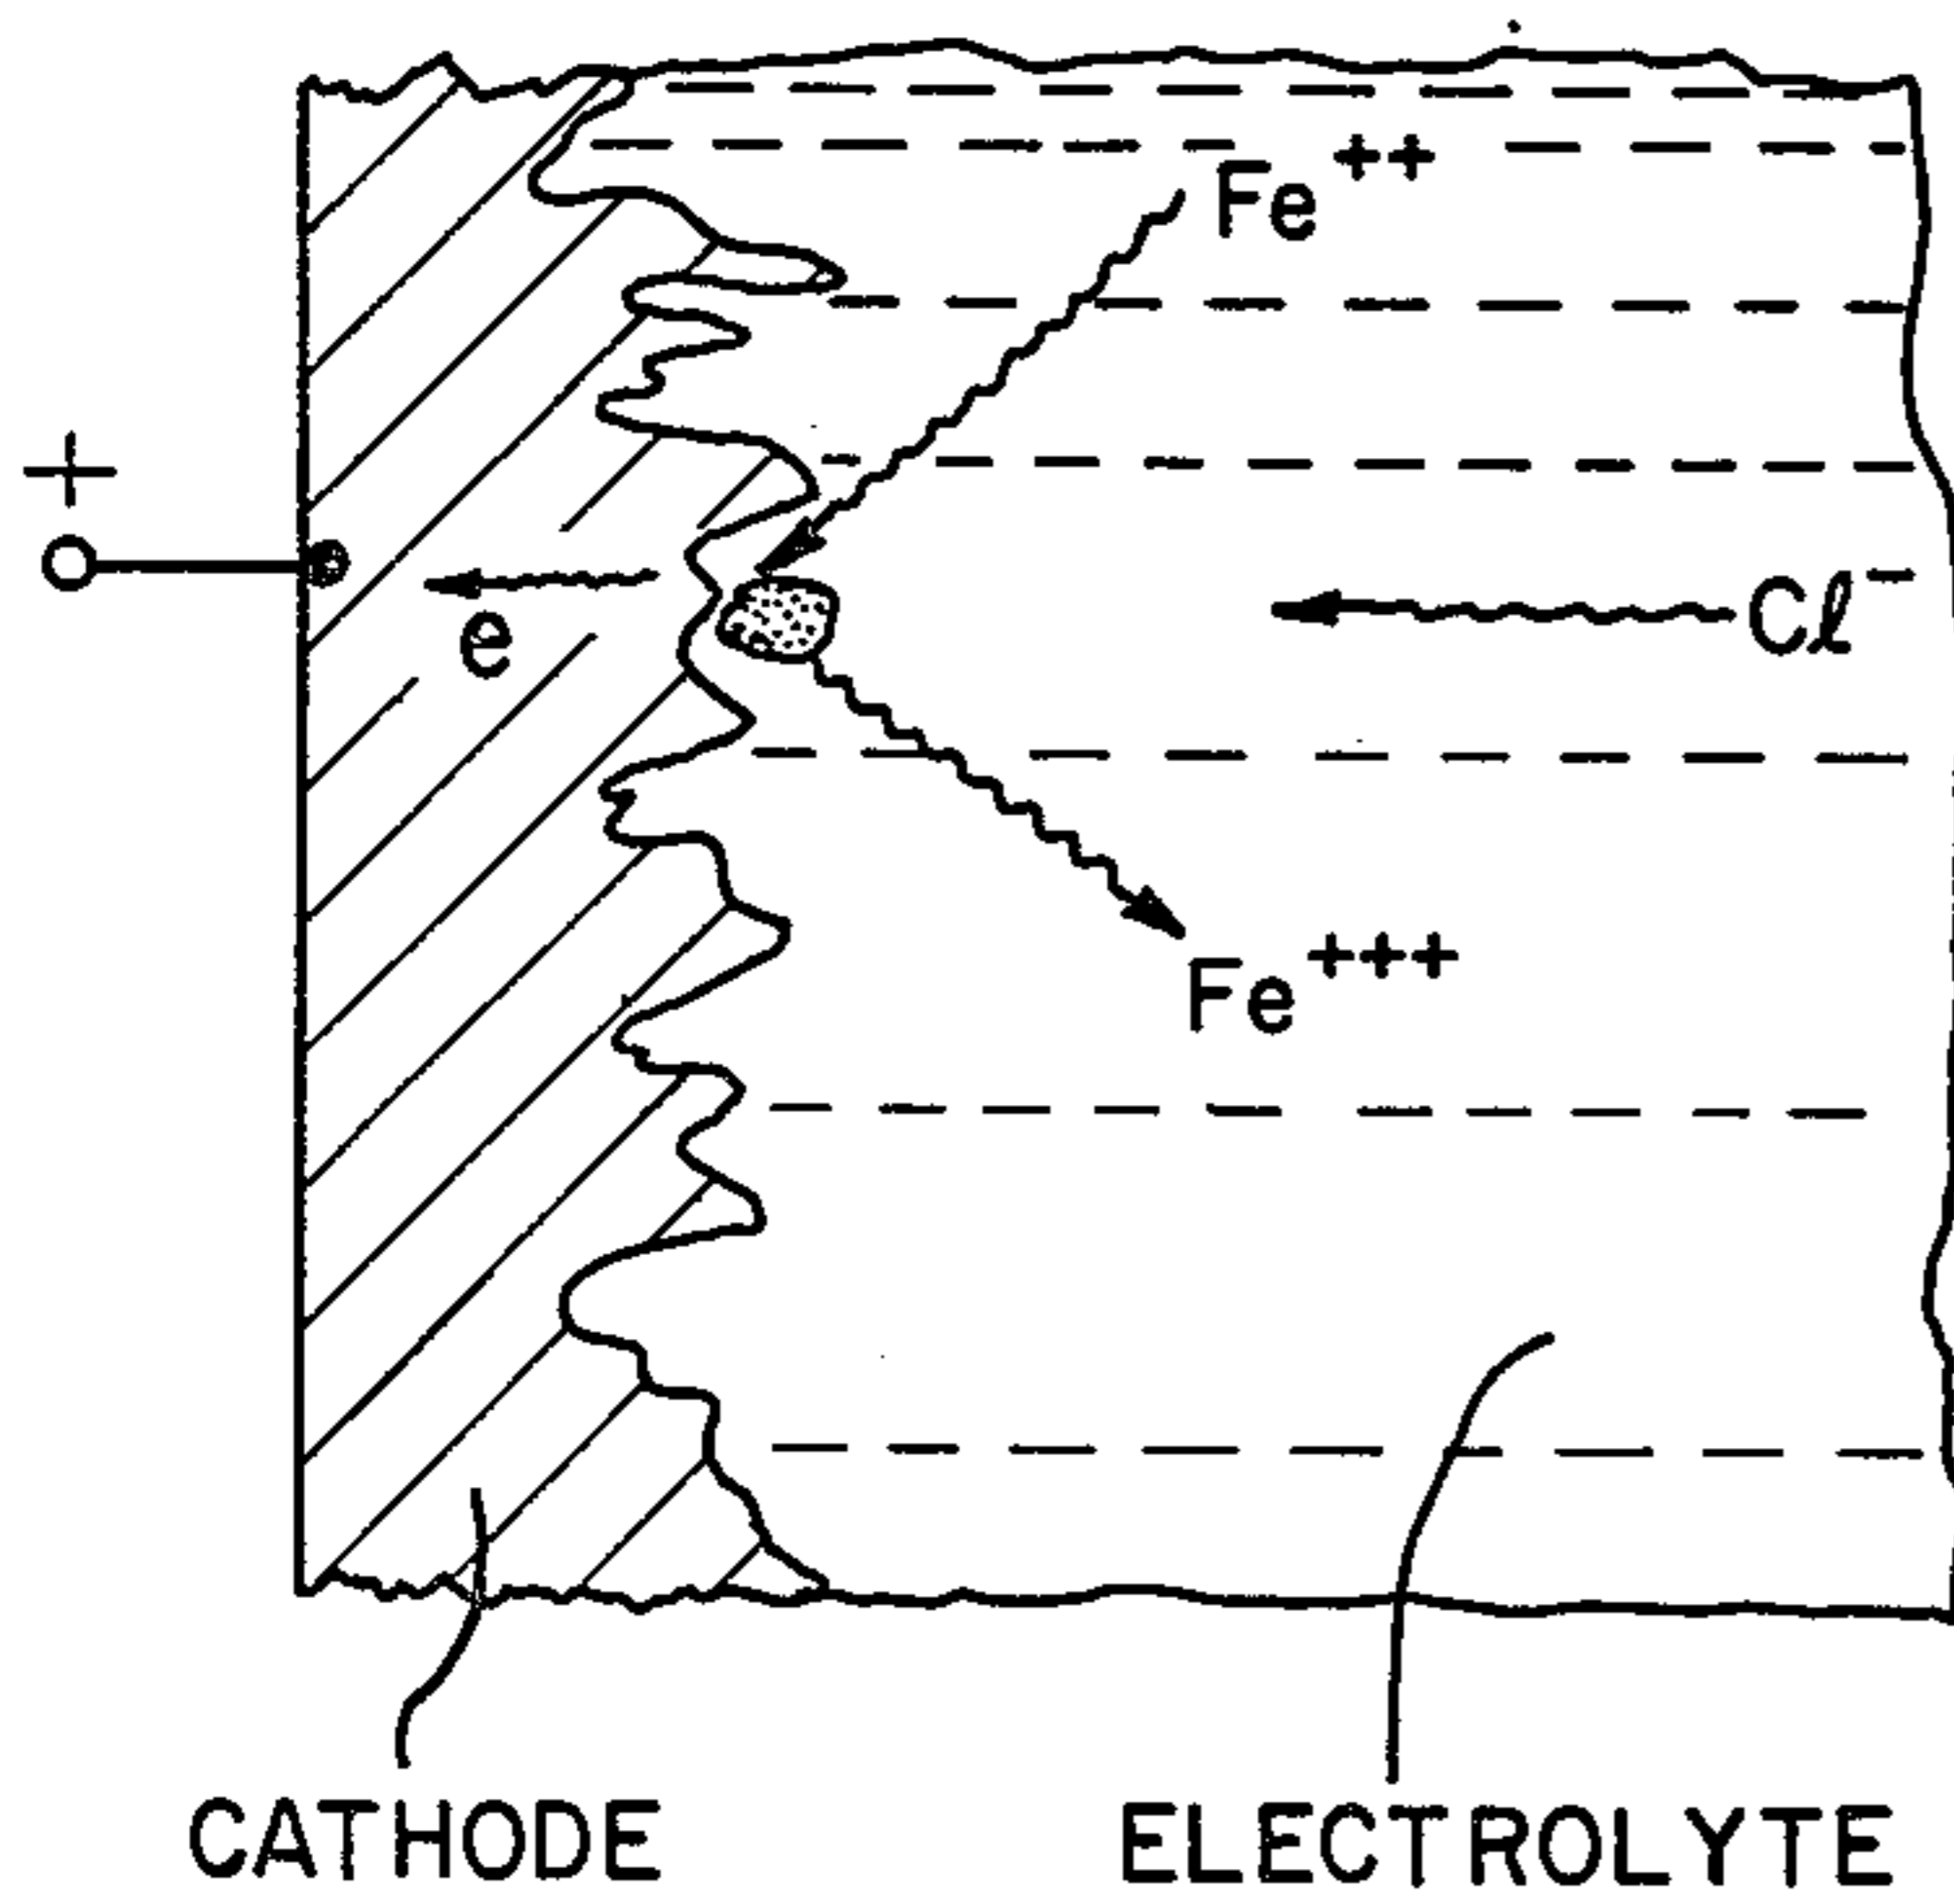 Fe++
+
e
Cl-
Fe+++
CATHODE
ELECTROLYTE